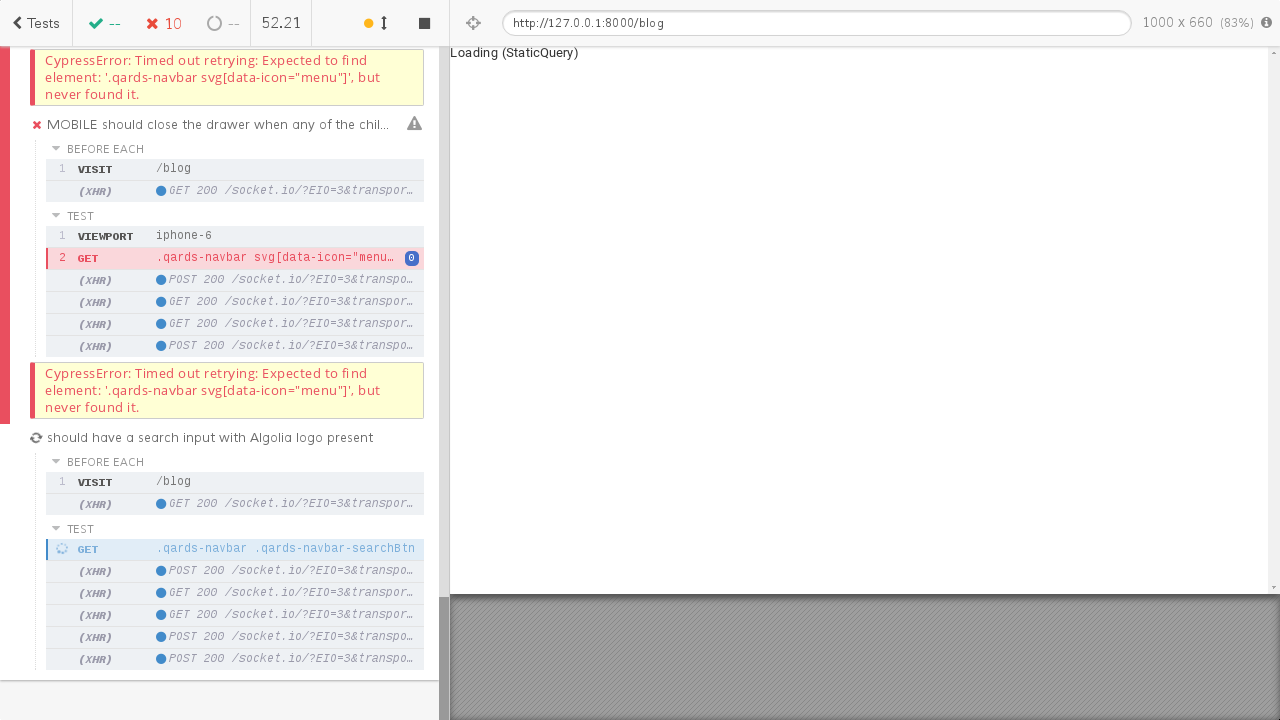 Tests
--
10
--
52.21
http://127.0.0.1:8000/blog
1000 x 660 (83%)
CypressError: Timed out retrying: Expected to find
element: '.qards-navbar svg[data-icon="menu"]', but
never found it.
MOBILE should close the drawer when any of the chil...
BEFORE EACH
1 VISIT /blog
(XHR) GET 200 /socket.io/?EIO=3&transpor…
TEST
1 VIEWPORT iphone-6
2 GET .qards-navbar svg[data-icon="menu… 0
(XHR) POST 200 /socket.io/?EIO=3&transpo…
(XHR) GET 200 /socket.io/?EIO=3&transpor…
(XHR) GET 200 /socket.io/?EIO=3&transpor…
(XHR) POST 200 /socket.io/?EIO=3&transpo…
CypressError: Timed out retrying: Expected to find
element: '.qards-navbar svg[data-icon="menu"]', but
never found it.
should have a search input with Algolia logo present
BEFORE EACH
1 VISIT /blog
(XHR) GET 200 /socket.io/?EIO=3&transpor…
TEST
GET .qards-navbar .qards-navbar-searchBtn
(XHR) POST 200 /socket.io/?EIO=3&transpo…
(XHR) GET 200 /socket.io/?EIO=3&transpor…
(XHR) GET 200 /socket.io/?EIO=3&transpor…
(XHR) POST 200 /socket.io/?EIO=3&transpo…
(XHR) POST 200 /socket.io/?EIO=3&transpo…
Loading (StaticQuery)